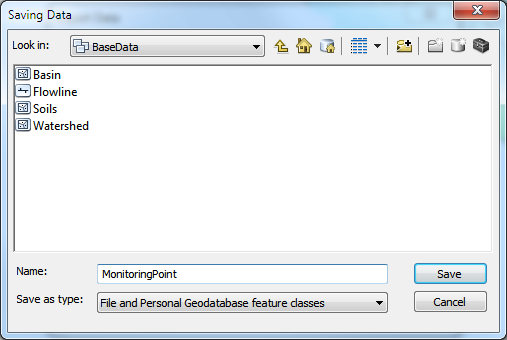 Saving Data
Look in: BaseData
Basin
Flowline
Soils
Watershed
Name: MonitoringPoint Save
Save as type: File and Personal Geodatabase feature classes Cancel